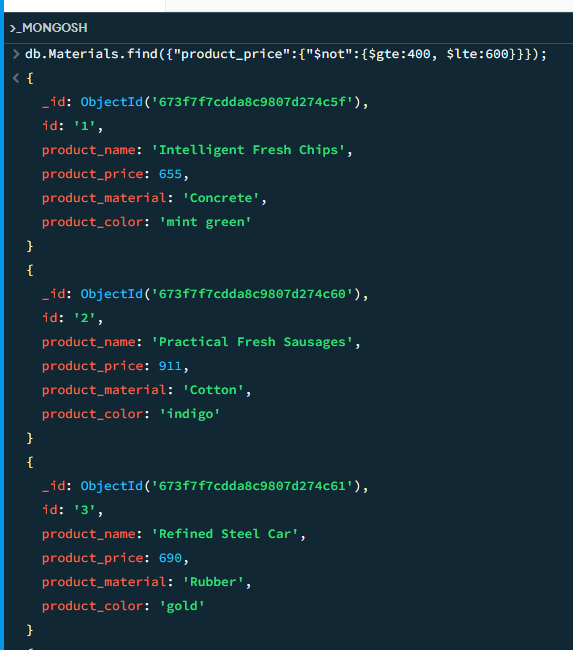 >_MONGOSH
> db.Materials.find({"product_price":{"$not":{$gte:400, $lte:600}}});
< {
_id: ObjectId('673f7f7cdda8c9807d274c5f'),
id: '1',
product_name: 'Intelligent Fresh Chips',
product_price: 655,
product_material: 'Concrete',
product_color: 'mint green'
}
{
_id: ObjectId('673f7f7cdda8c9807d274c60'),
id: '2',
product_name: 'Practical Fresh Sausages',
product_price: 911,
product_material: 'Cotton',
product_color: 'indigo'
}
{
_id: ObjectId('673f7f7cdda8c9807d274c61'),
id: '3',
product_name: 'Refined Steel Car',
product_price: 690,
product_material: 'Rubber',
product_color: 'gold'
}